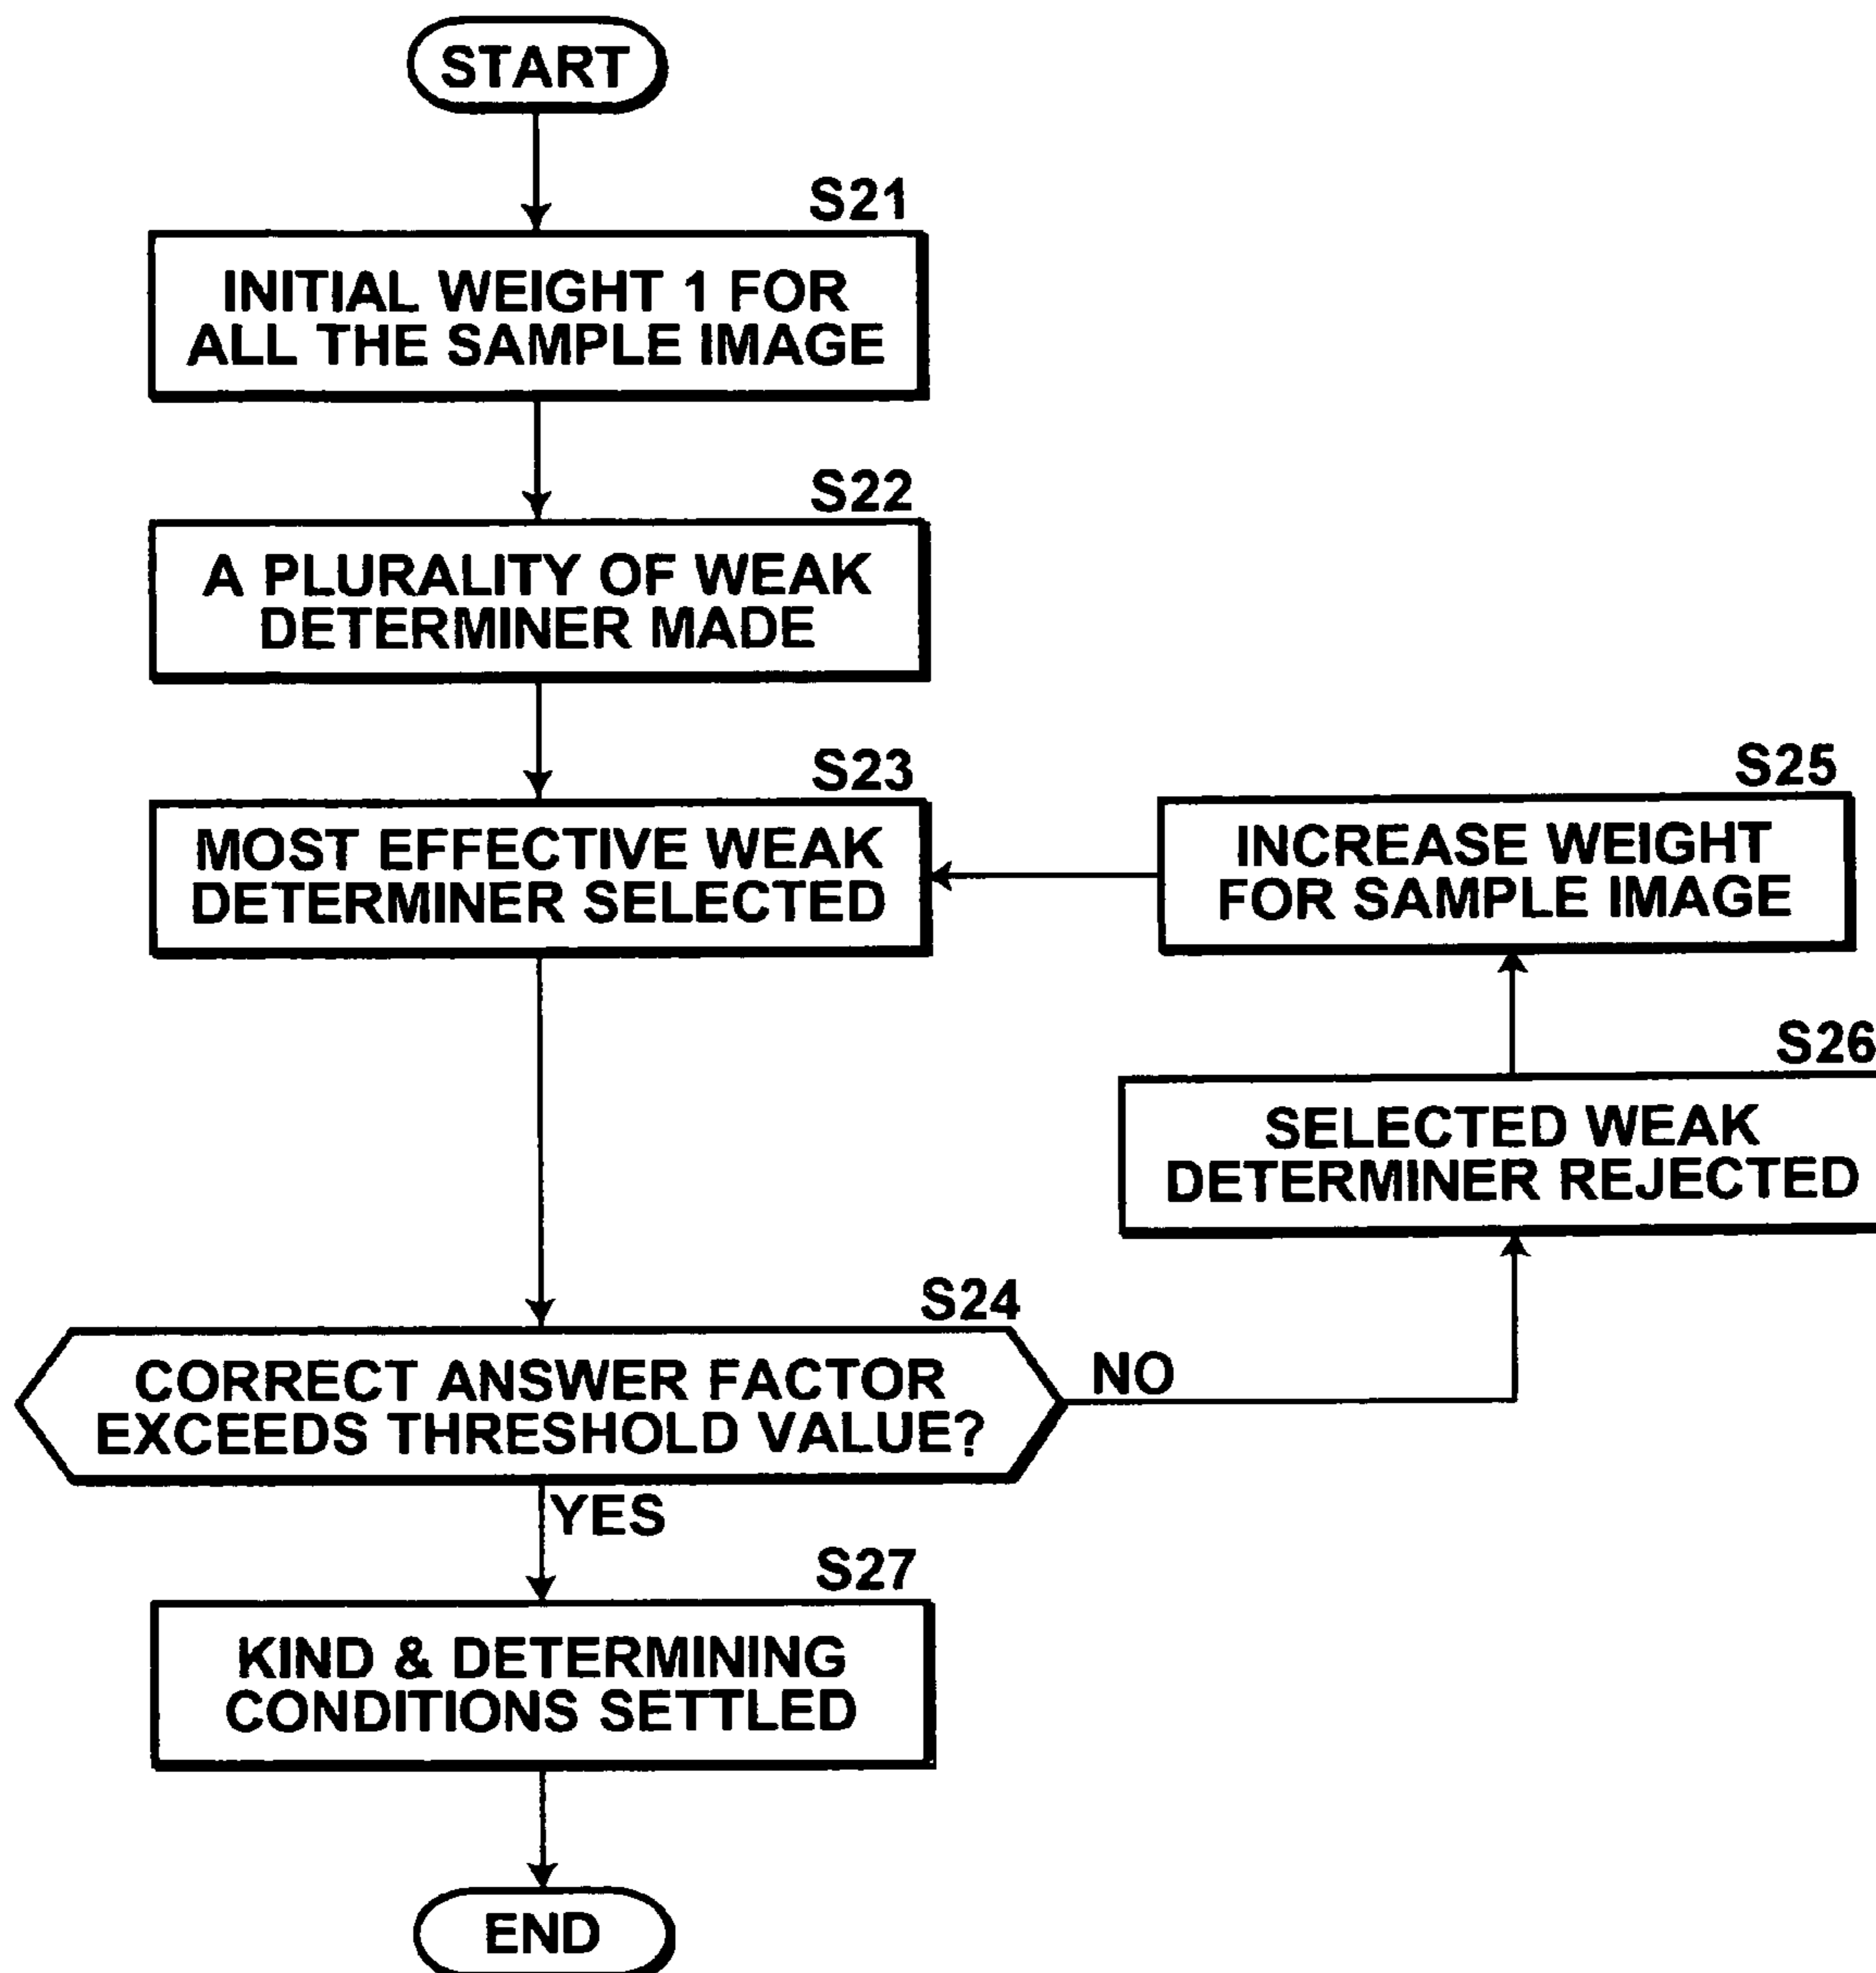 START
S21
INITIAL WEIGHT 1 FOR
ALL THE SAMPLE IMAGE
S22
A PLURALITY OF WEAK
DETERMINER MADE
S23
MOST EFFECTIVE WEAK
DETERMINER SELECTED
S25
INCREASE WEIGHT
FOR SAMPLE IMAGE
S26
SELECTED WEAK
DETERMINER REJECTED
S24
CORRECT ANSWER FACTOR
EXCEEDS THRESHOLD VALUE?
NO
YES
S27
KIND & DETERMINING
CONDITIONS SETTLED
END